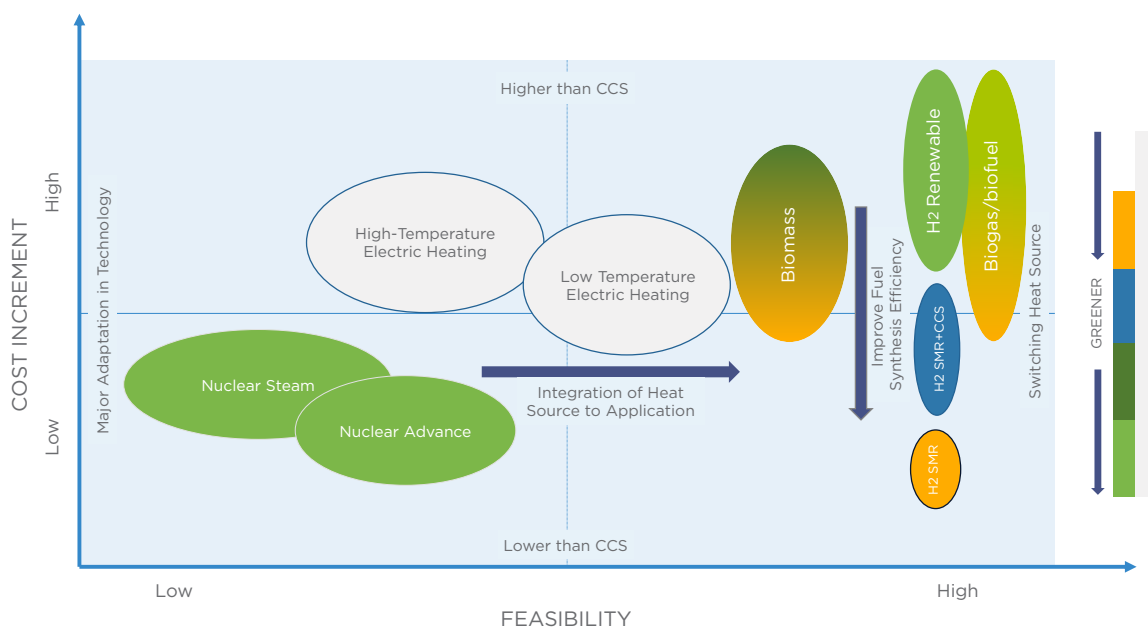 COST INCREMENT
High
Low
Major Adaptation in Technology
Higher than CCS
High-Temperature
Electric Heating
Low Temperature
Electric Heating
Nuclear Steam
Nuclear Advance
Integration of Heat
Source to Application
Biomass
Improve Fuel
Synthesis Efficiency
H2 Renewable
Biogas/biofuel
H2 SMR+CCS
H2 SMR
Switching Heat Source
GREENER
Lower than CCS
Low
High
FEASIBILITY